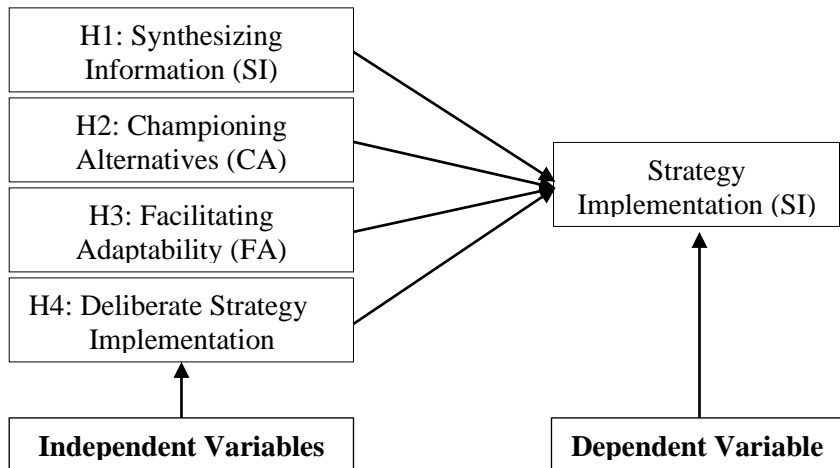 H1: Synthesizing
Information (SI)
H2: Championing
Alternatives (CA)
H3: Facilitating
Adaptability (FA)
H4: Deliberate Strategy
Implementation
Strategy
Implementation (SI)
Independent Variables
Dependent Variable